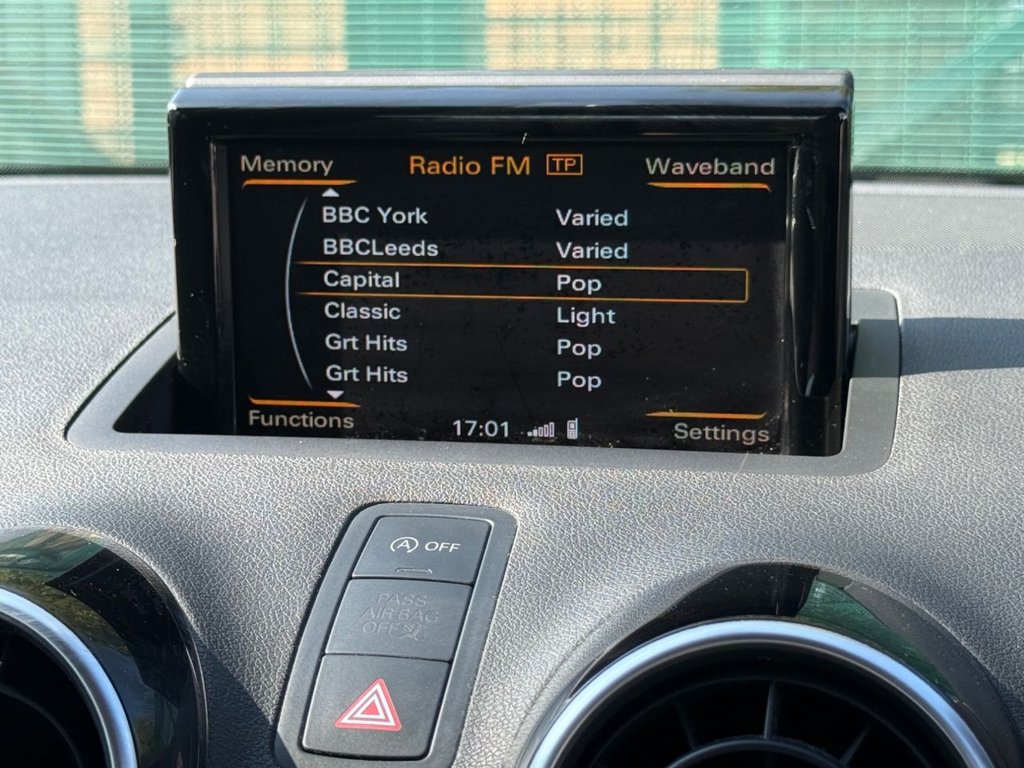 Memory Radio FM TP Waveband
BBC York Varied
BBCLeeds Varied
Capital Pop
Classic Light
Grt Hits Pop
Grt Hits Pop
Functions 17:01 Settings
A OFF
PASS
AIR BAG
OFF